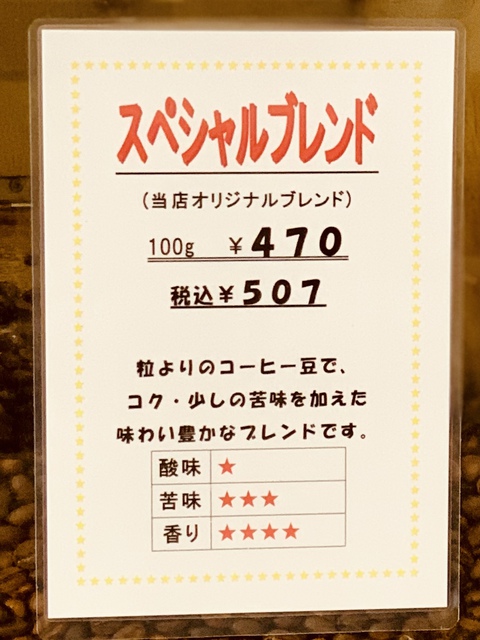 スペシャルブレンド
(当店オリジナルブレンド)
100g ￥470
税込￥507
粒よりのコーヒー豆で、
コク・少しの苦味を加えた
味わい豊かなブレンドです。
酸味 ★
苦味 ★★★
香り ★★★★